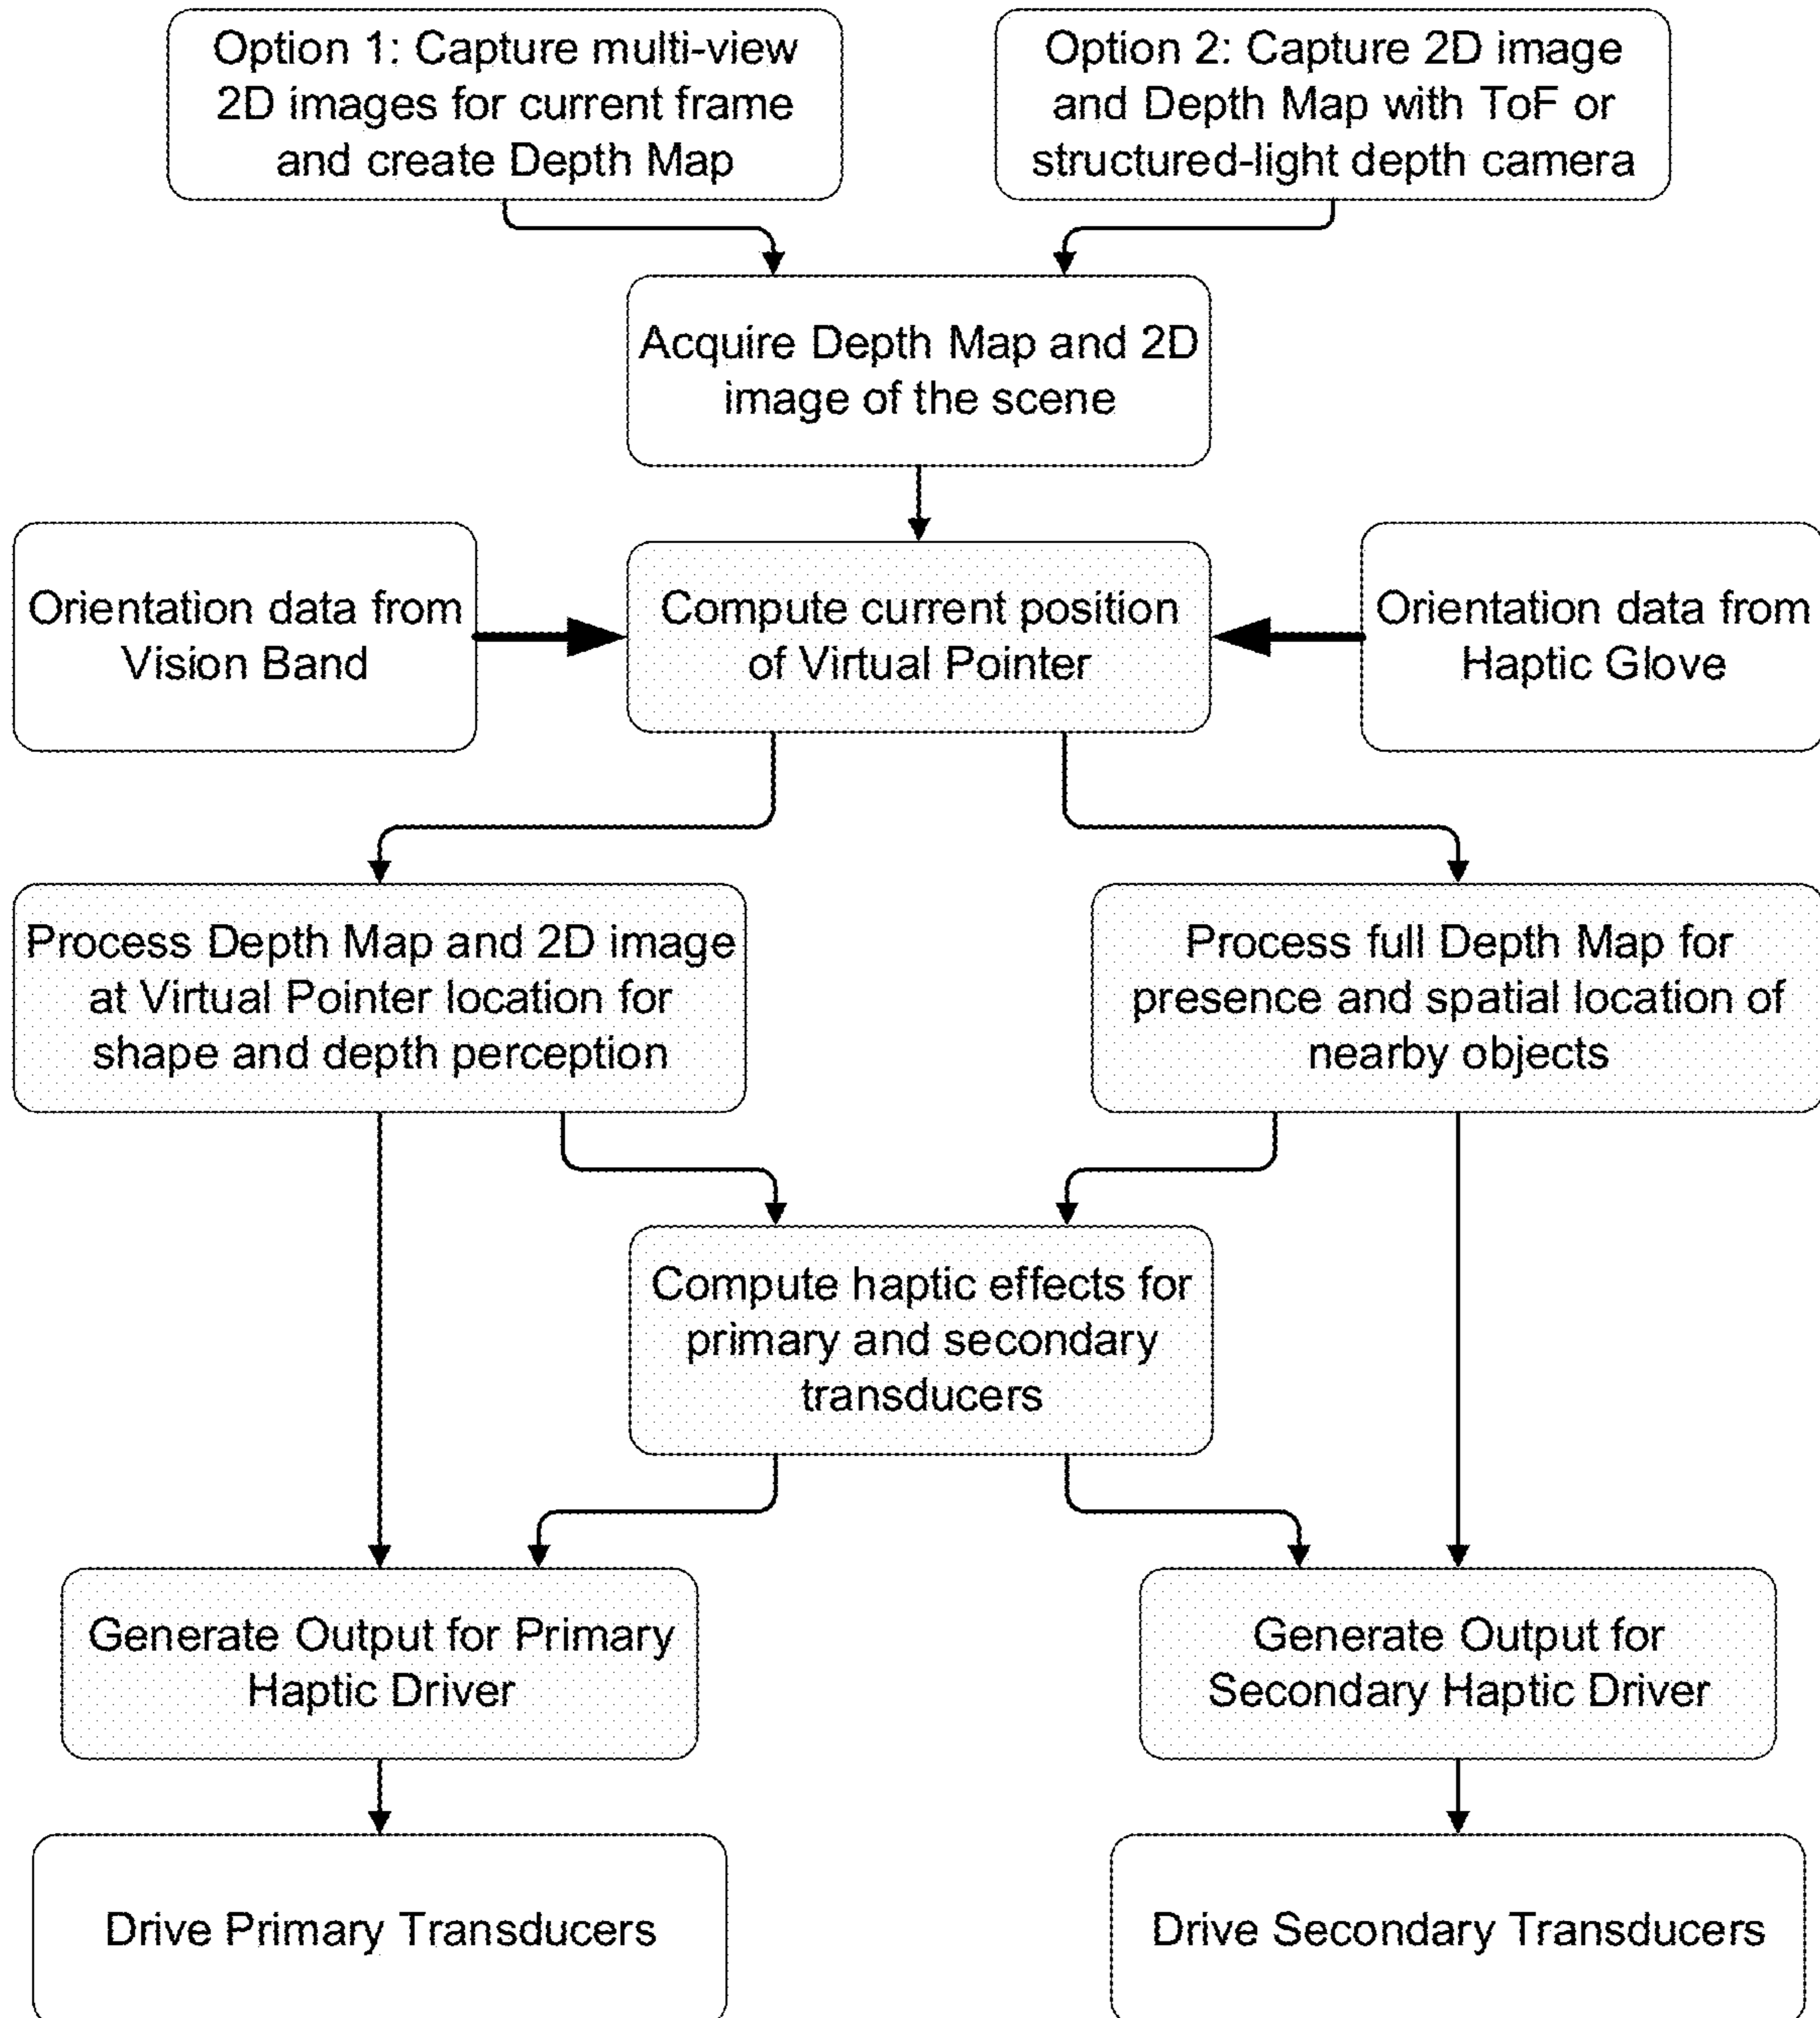 Option 1: Capture multi-view
2D images for current frame
and create Depth Map
Option 2: Capture 2D image
and Depth Map with ToF or
structured-light depth camera
Acquire Depth Map and 2D
image of the scene
Orientation data from
Vision Band
Compute current position
of Virtual Pointer
Orientation data from
Haptic Glove
Process Depth Map and 2D image
at Virtual Pointer location for
shape and depth perception
Process full Depth Map for
presence and spatial location of
nearby objects
Compute haptic effects for
primary and secondary
transducers
Generate Output for Primary
Haptic Driver
Generate Output for
Secondary Haptic Driver
Drive Primary Transducers
Drive Secondary Transducers